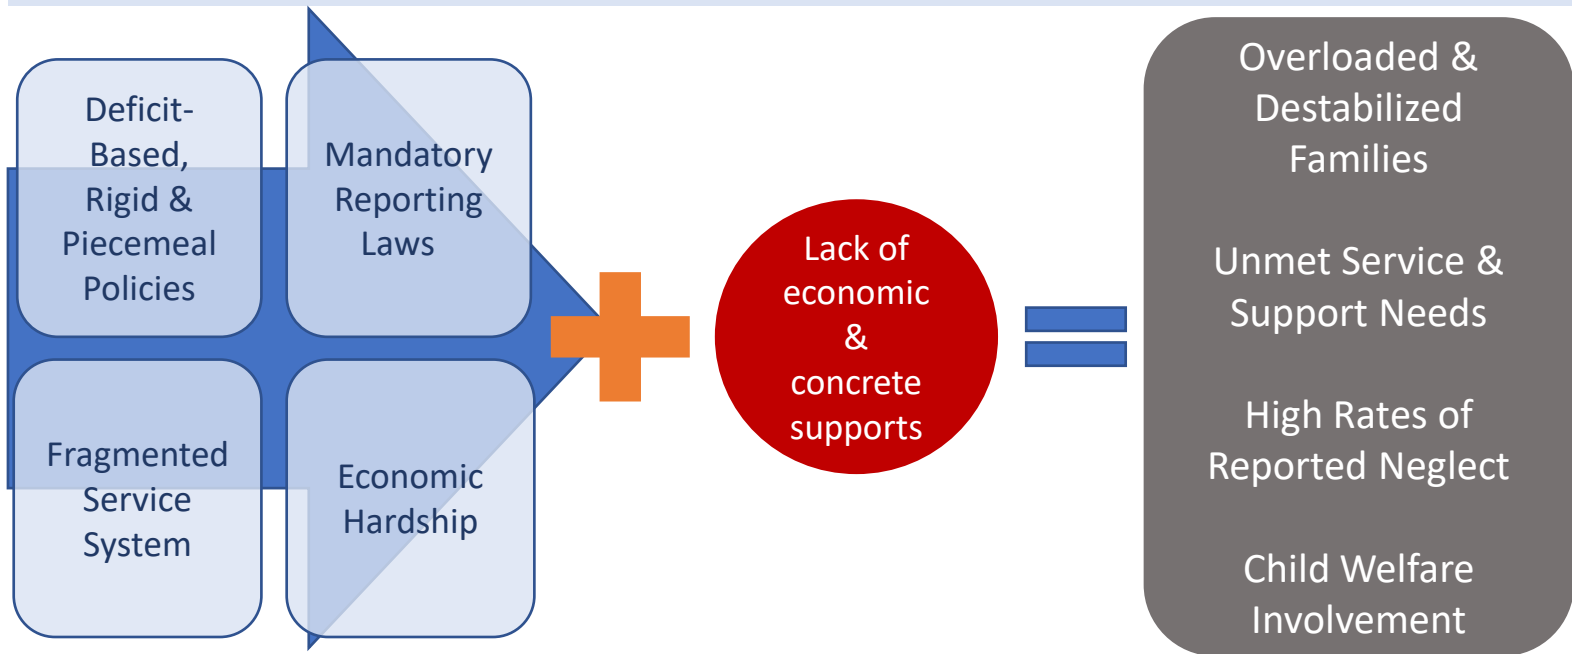 Deficit-
Based,
Rigid &
Piecemeal
Policies
Mandatory
Reporting
Laws
Fragmented
Service
System
Economic
Hardship
Lack of
economic
&
concrete
supports
Overloaded &
Destabilized
Families
Unmet Service &
Support Needs
High Rates of
Reported Neglect
Child Welfare
Involvement